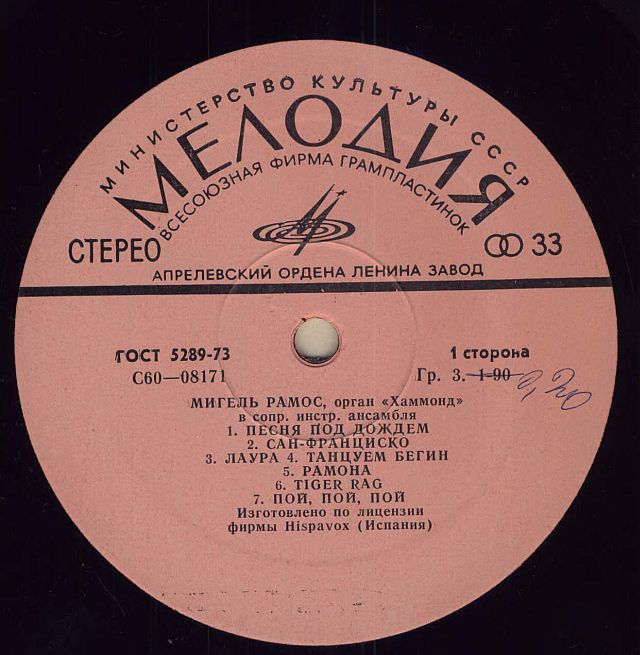 МИНИСТЕРСТВО КУЛЬТУРЫ СССР
МЕЛОДИЯ
ВСЕСОЮЗНАЯ ФИРМА ГРАМПЛАСТИНОК
СТЕРЕО
33
АПРЕЛЕВСКИЙ ОРДЕНА ЛЕНИНА ЗАВОД
ГОСТ 5289-73
1 сторона
С60—08171
Гр. 3. 1-90
МИГЕЛЬ РАМОС, орган «Хаммонд»
в сопр. инстр. ансамбля
1. ПЕСНЯ ПОД ДОЖДЕМ
2. САН-ФРАНЦИСКО
3. ЛАУРА 4. ТАНЦУЕМ БЕГИН
5. РАМОНА
6. TIGER RAG
7. ПОЙ, ПОЙ, ПОЙ
Изготовлено по лицензии
фирмы Hispavox (Испания)